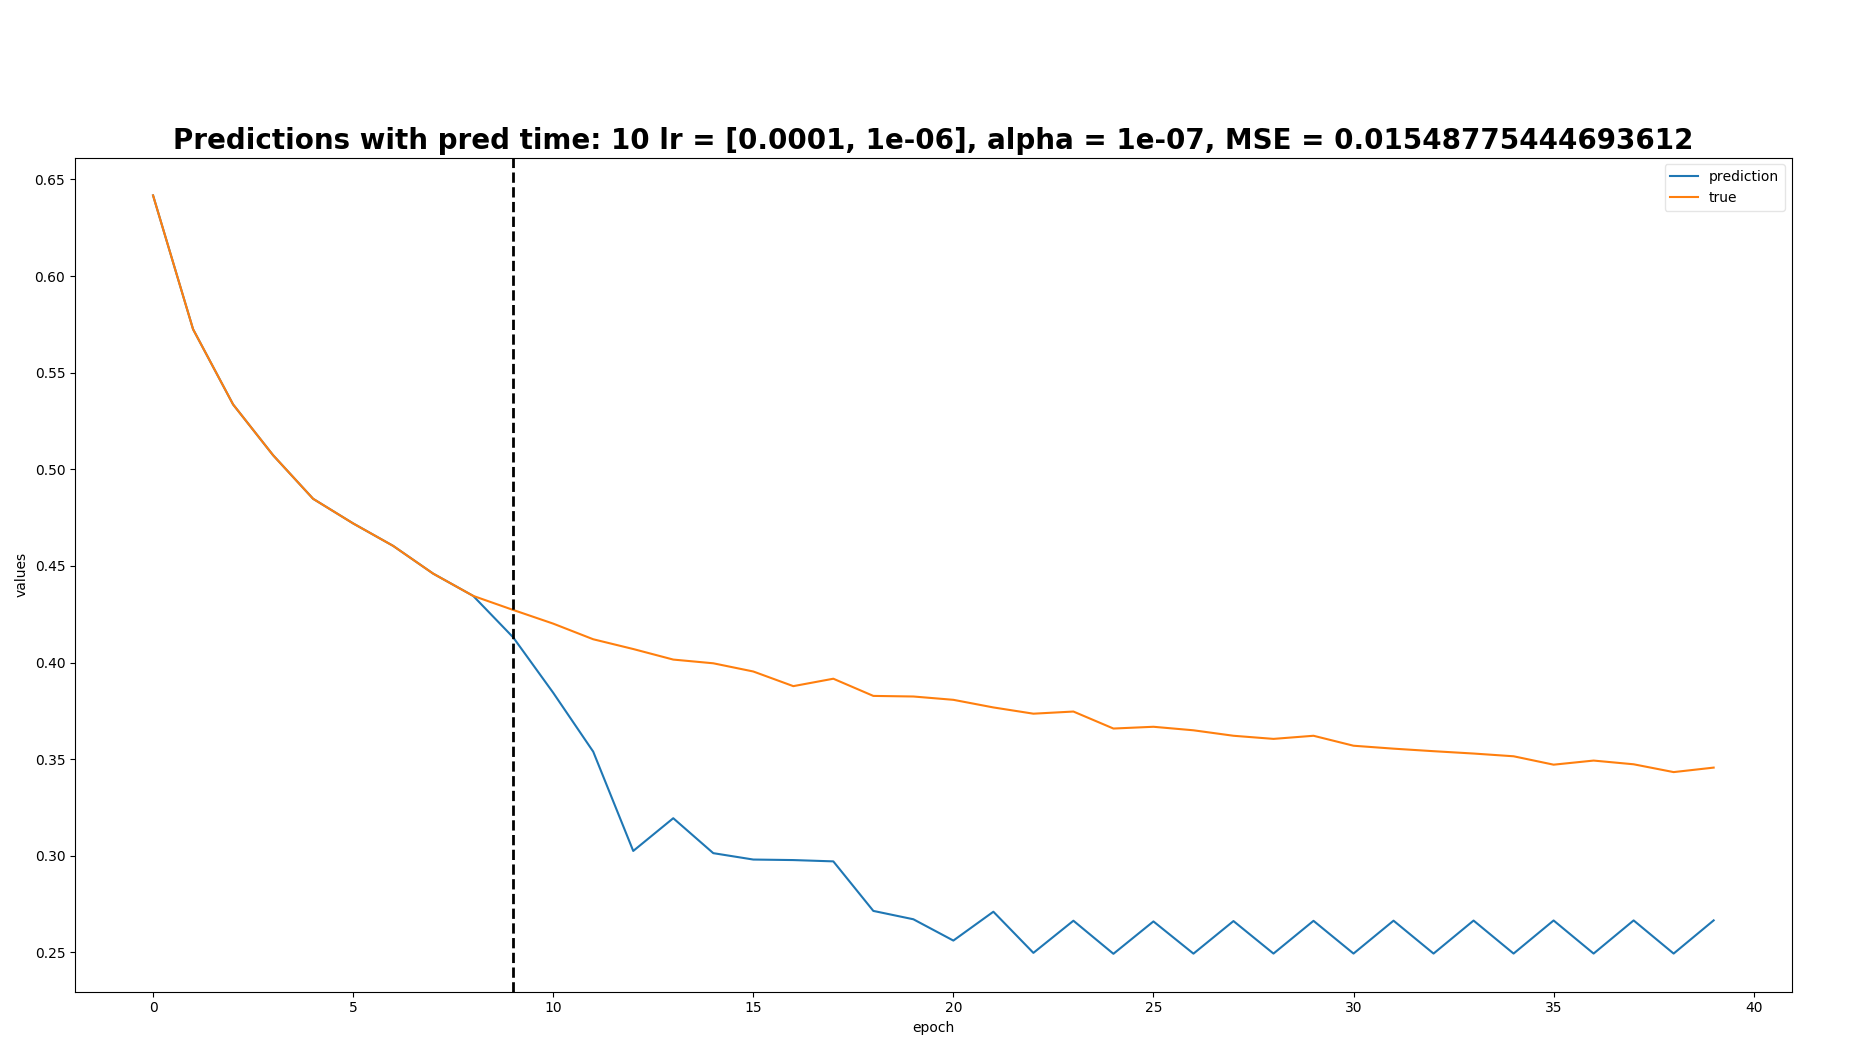 Predictions with pred time: 10 lr = [0.0001, 1e-06], alpha = 1e-07, MSE = 0.01548775444693612
prediction
true
0.65
0.60
0.55
0.50
0.45
0.40
0.35
0.30
0.25
values
0 5 10 15 20 25 30 35 40
epoch